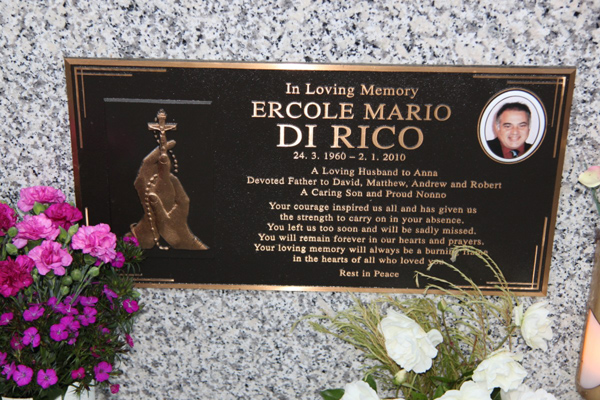 In Loving Memory
ERCOLE MARIO
DI RICO
24. 3. 1960 – 2. 1. 2010
A Loving Husband to Anna
Devoted Father to David, Matthew, Andrew and Robert
A Caring Son and Proud Nonno
Your courage inspired us all and has given us
the strength to carry on in your absence.
You left us too soon and will be sadly missed.
You will remain forever in our hearts and prayers.
Your loving memory will always be a burning flame
in the hearts of all who loved you.
Rest in Peace